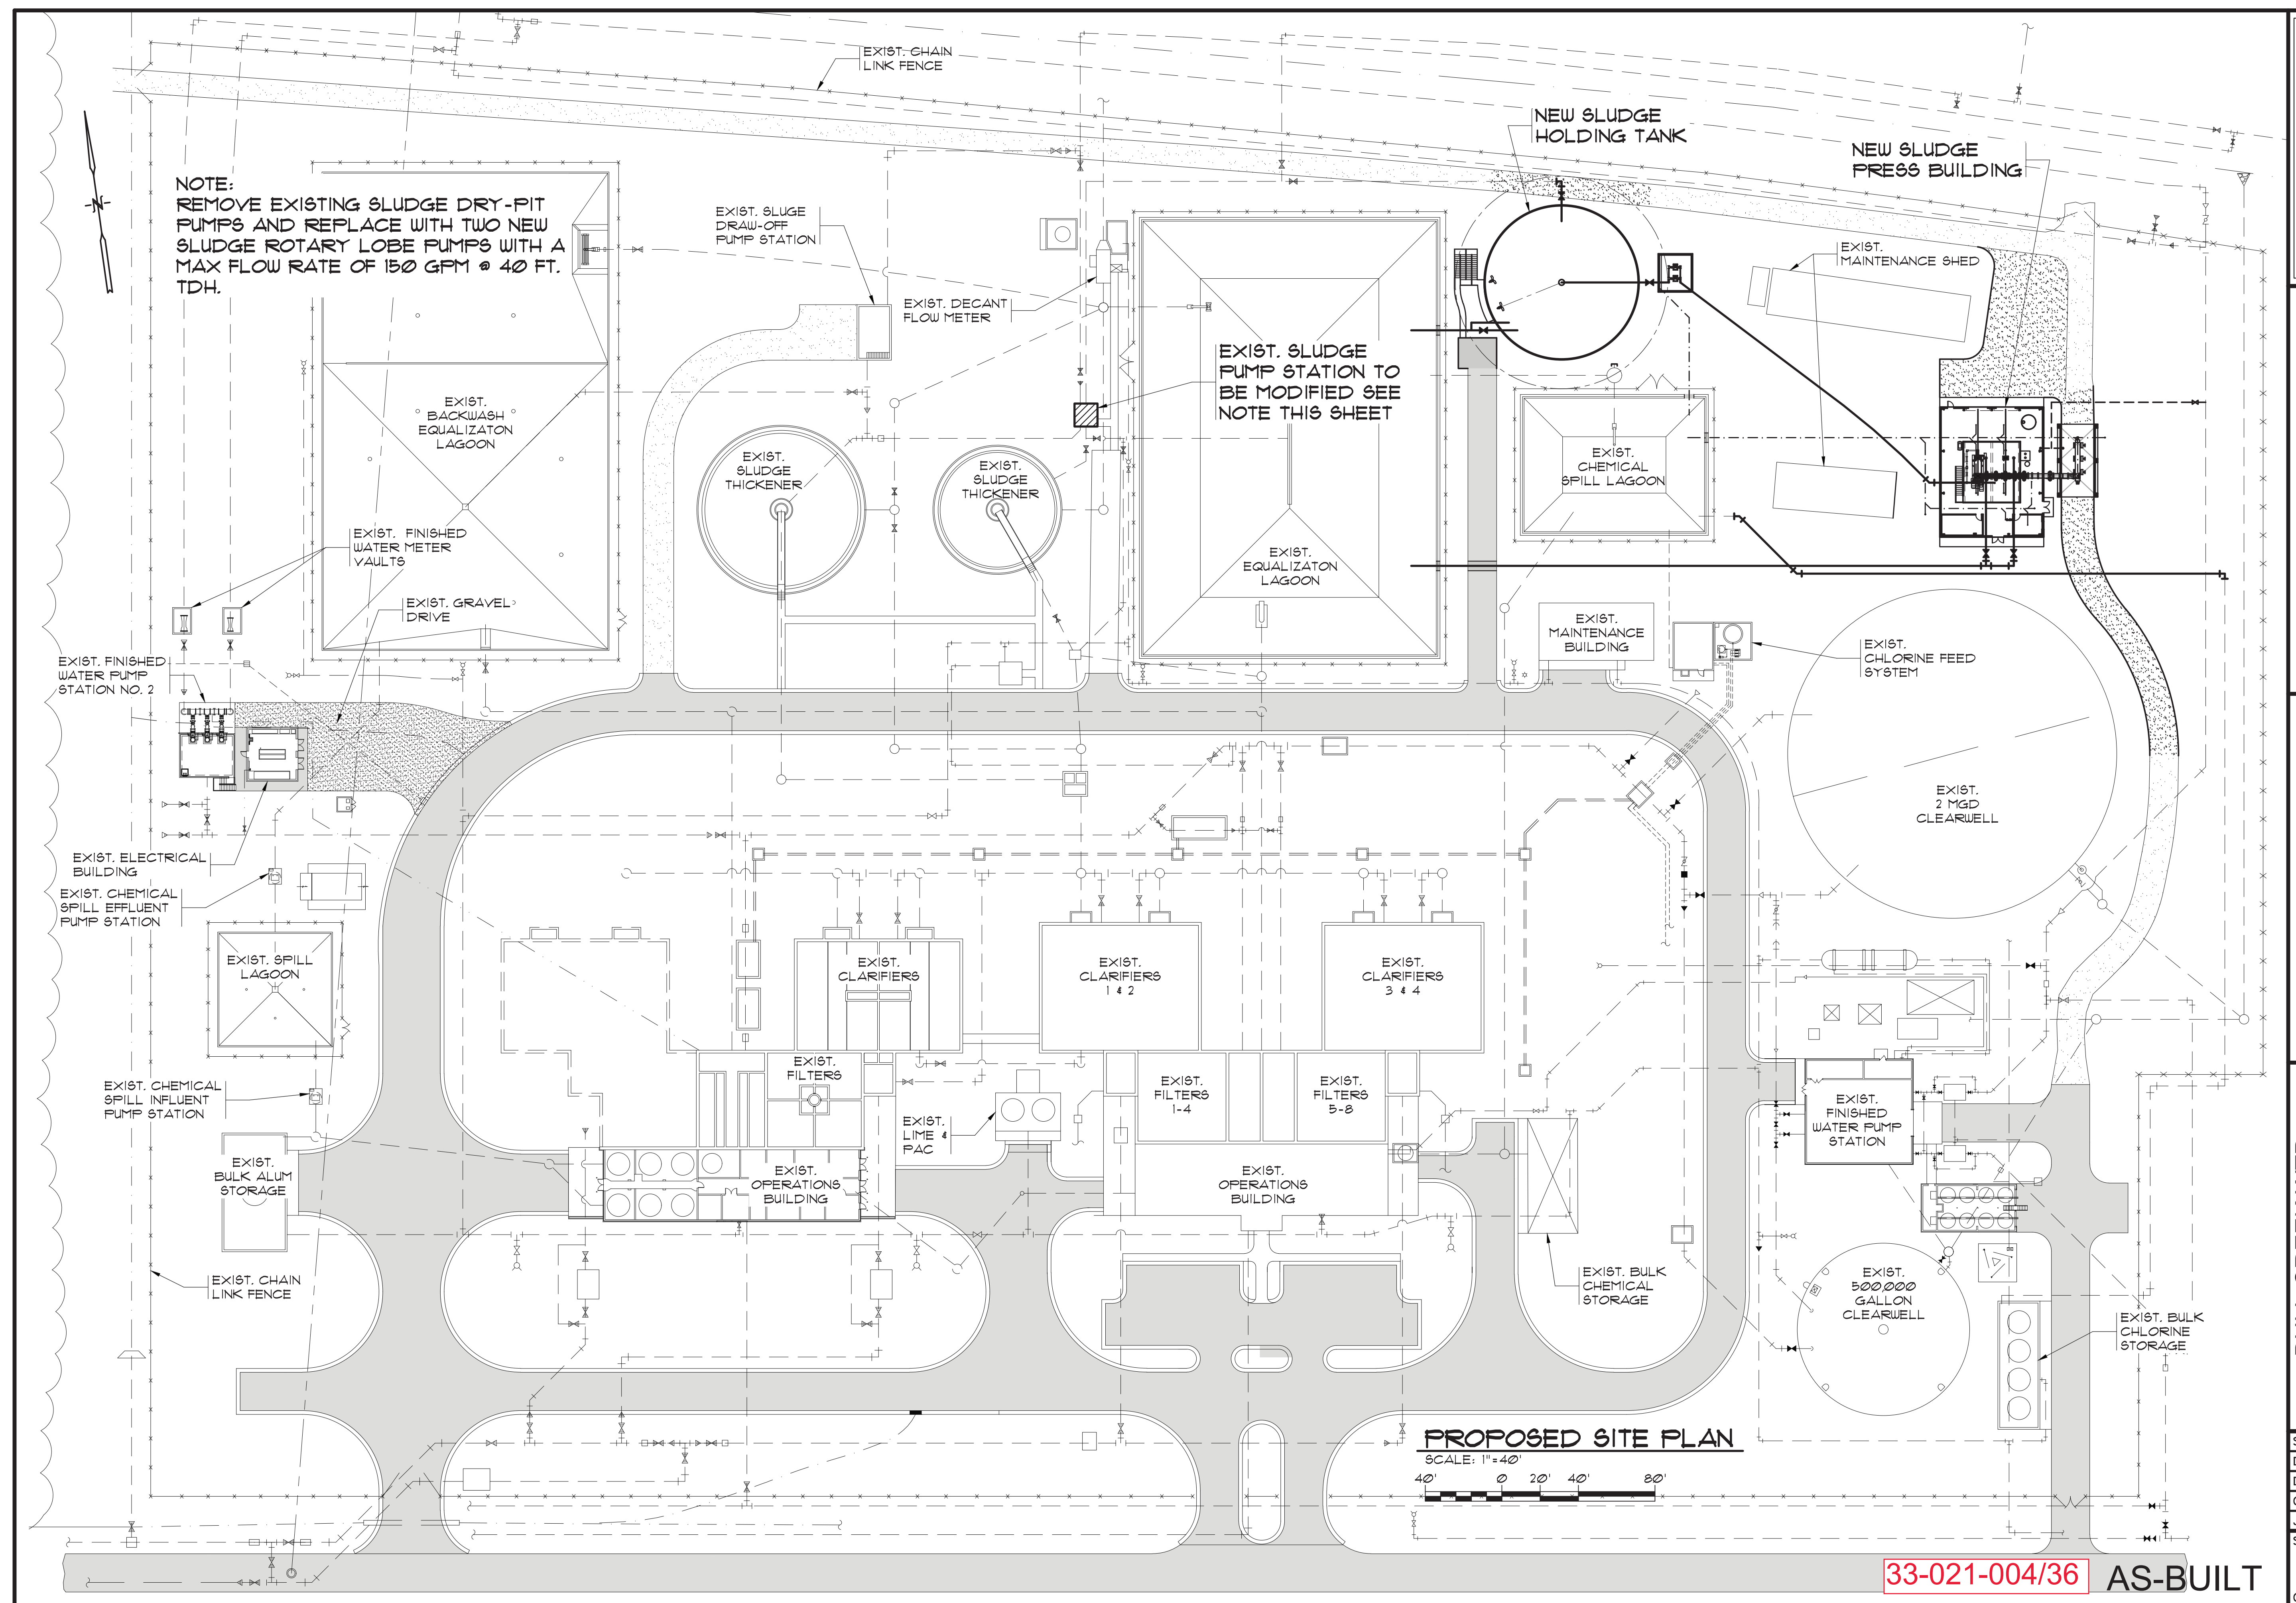 EXIST. CHAIN
LINK FENCE
NEW SLUDGE
HOLDING TANK
NEW SLUDGE
PRESS BUILDING
-N-
NOTE:
REMOVE EXISTING SLUDGE DRY-PIT
PUMPS AND REPLACE WITH TWO NEW
SLUDGE ROTARY LOBE PUMPS WITH A
MAX FLOW RATE OF 150 GPM @ 40 FT.
TDH.
EXIST. SLUGE
DRAW-OFF
PUMP STATION
EXIST. DECANT
FLOW METER
EXIST.
MAINTENANCE SHED
EXIST. SLUDGE
PUMP STATION TO
BE MODIFIED SEE
NOTE THIS SHEET
EXIST.
BACKWASH
EQUALIZATON
LAGOON
EXIST.
SLUDGE
THICKENER
EXIST.
SLUDGE
THICKENER
EXIST.
CHEMICAL
SPILL LAGOON
EXIST. FINISHED
WATER METER
VAULTS
EXIST.
EQUALIZATON
LAGOON
EXIST. GRAVEL
DRIVE
EXIST.
MAINTENANCE
BUILDING
EXIST.
CHLORINE FEED
SYSTEM
EXIST. FINISHED
WATER PUMP
STATION NO. 2
EXIST.
2 MGD
CLEARWELL
EXIST. ELECTRICAL
BUILDING
EXIST. CHEMICAL
SPILL EFFLUENT
PUMP STATION
EXIST. SPILL
LAGOON
EXIST.
CLARIFIERS
EXIST.
CLARIFIERS
1 & 2
EXIST.
CLARIFIERS
3 & 4
EXIST. CHEMICAL
SPILL INFLUENT
PUMP STATION
EXIST.
FILTERS
EXIST.
FILTERS
1-4
EXIST.
FILTERS
5-8
EXIST.
LIME &
PAC
EXIST.
FINISHED
WATER PUMP
STATION
EXIST.
BULK ALUM
STORAGE
EXIST.
OPERATIONS
BUILDING
EXIST.
OPERATIONS
BUILDING
EXIST. CHAIN
LINK FENCE
EXIST. BULK
CHEMICAL
STORAGE
EXIST.
500,000
GALLON
CLEARWELL
EXIST. BULK
CHLORINE
STORAGE
PROPOSED SITE PLAN
SCALE: 1"=40'
40' 0 20' 40' 80'
33-021-004/36 AS-BUILT